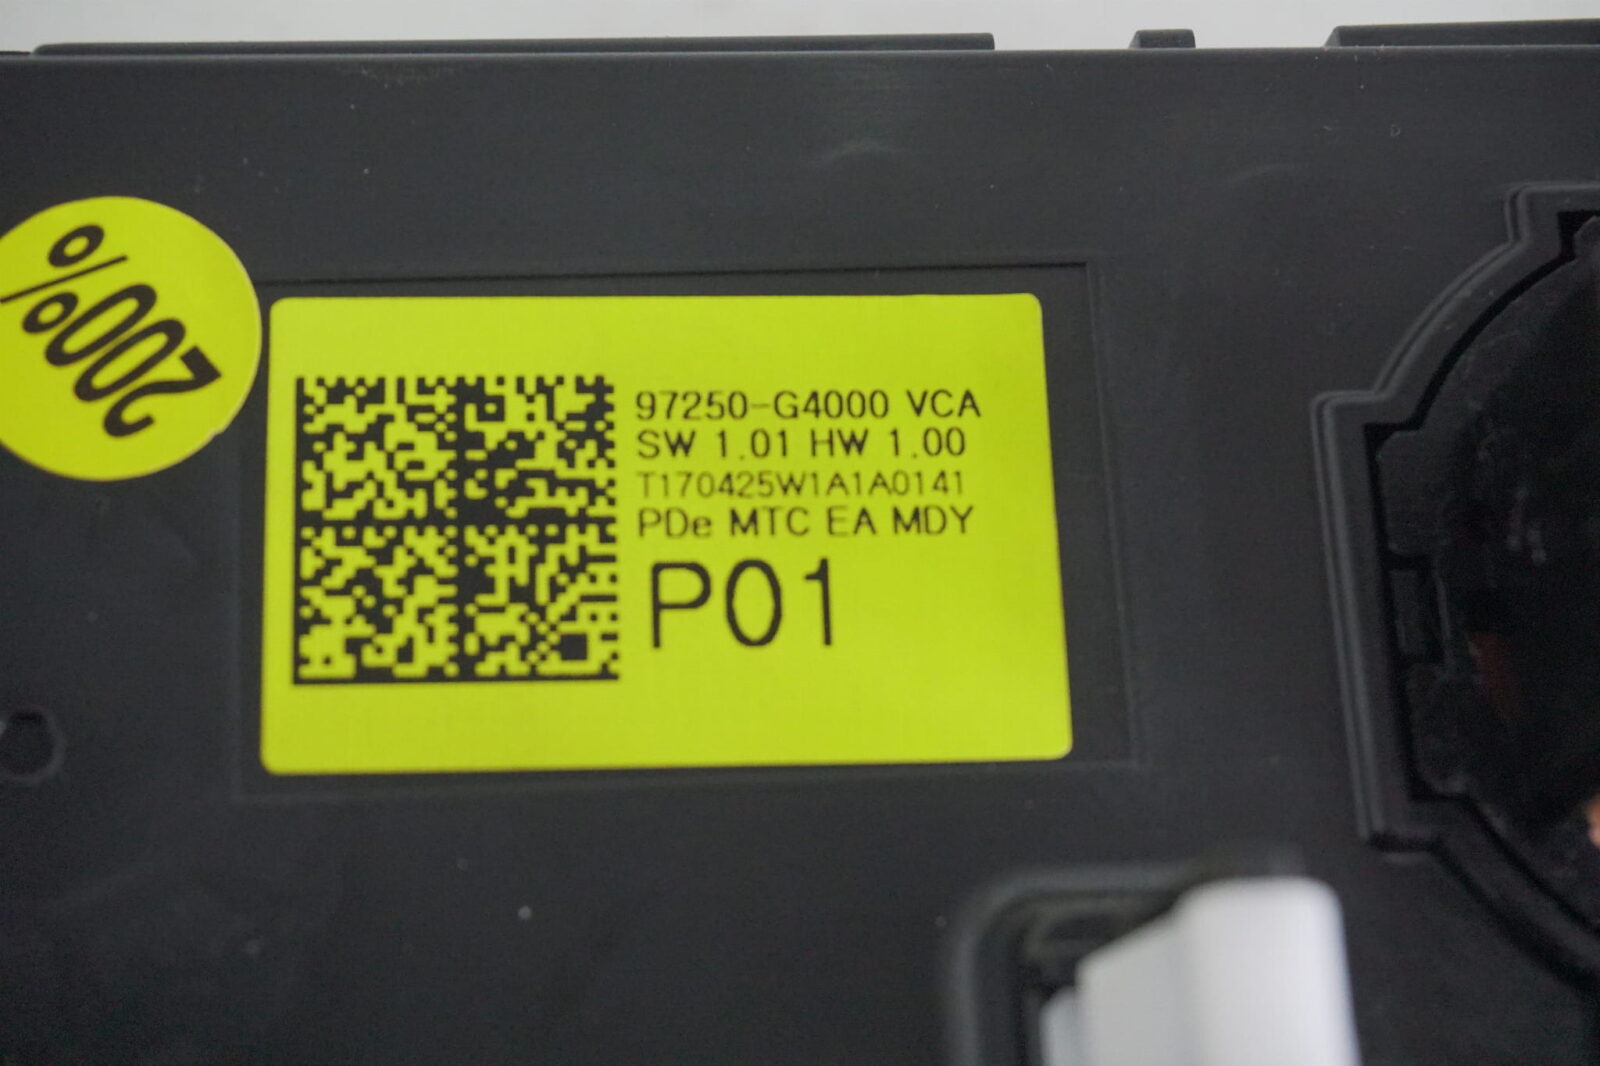 200%
97250-G4000 VCA
SW 1.01 HW 1.00
T170425W1A1A0141
PDe MTC EA MDY
P01